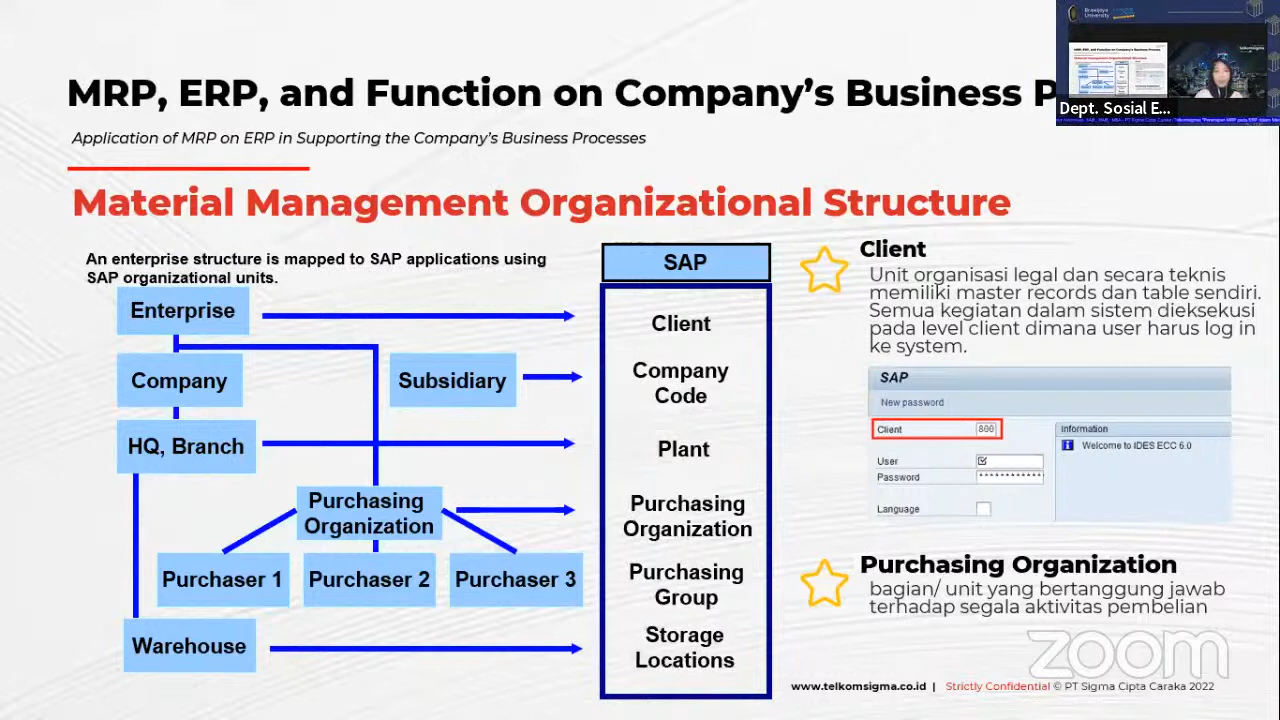 MRP, ERP, and Function on Company's Business P
Application of MRP on ERP in Supporting the Company's Business Processes
Material Management Organizational Structure
An enterprise structure is mapped to SAP applications using
SAP organizational units.
Enterprise
Company
Subsidiary
HQ, Branch
Purchasing
Organization
Purchaser 1
Purchaser 2
Purchaser 3
Warehouse
SAP
Client
Company
Code
Plant
Purchasing
Organization
Purchasing
Group
Storage
Locations
Client
Unit organisasi legal dan secara teknis
memiliki master records dan table sendiri.
Semua kegiatan dalam sistem dieksekusi
pada level client dimana user harus log in
ke system.
SAP
New password
Client 800
User
Password ************
Language
Information
Welcome to IDES ECC 6.0
Purchasing Organization
bagian/ unit yang bertanggung jawab
terhadap segala aktivitas pembelian
zoom
www.telkomsigma.co.id | Strictly Confidential © PT Sigma Cipta Caraka 2022
Brawijaya
University
telkomsigma
Dept. Sosial E...